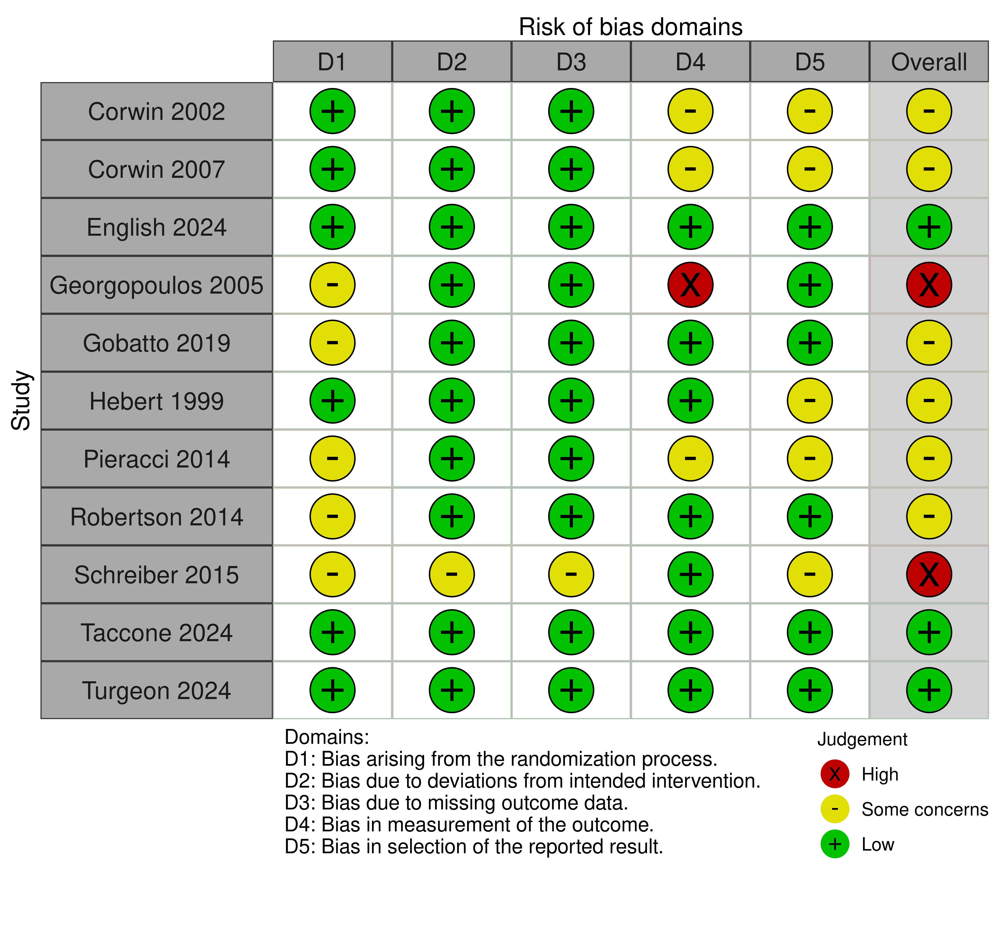 Risk of bias domains
D1 D2 D3 D4 D5 Overall
Study
Corwin 2002 + + + - - -
Corwin 2007 + + + - - -
English 2024 + + + + + +
Georgopoulos 2005 - + + X + X
Gobatto 2019 - + + + + -
Hebert 1999 + + + + - -
Pieracci 2014 - + + - - -
Robertson 2014 - + + + + -
Schreiber 2015 - - - + - X
Taccone 2024 + + + + + +
Turgeon 2024 + + + + + +
Domains:
D1: Bias arising from the randomization process.
D2: Bias due to deviations from intended intervention.
D3: Bias due to missing outcome data.
D4: Bias in measurement of the outcome.
D5: Bias in selection of the reported result.
Judgement
X High
- Some concerns
+ Low